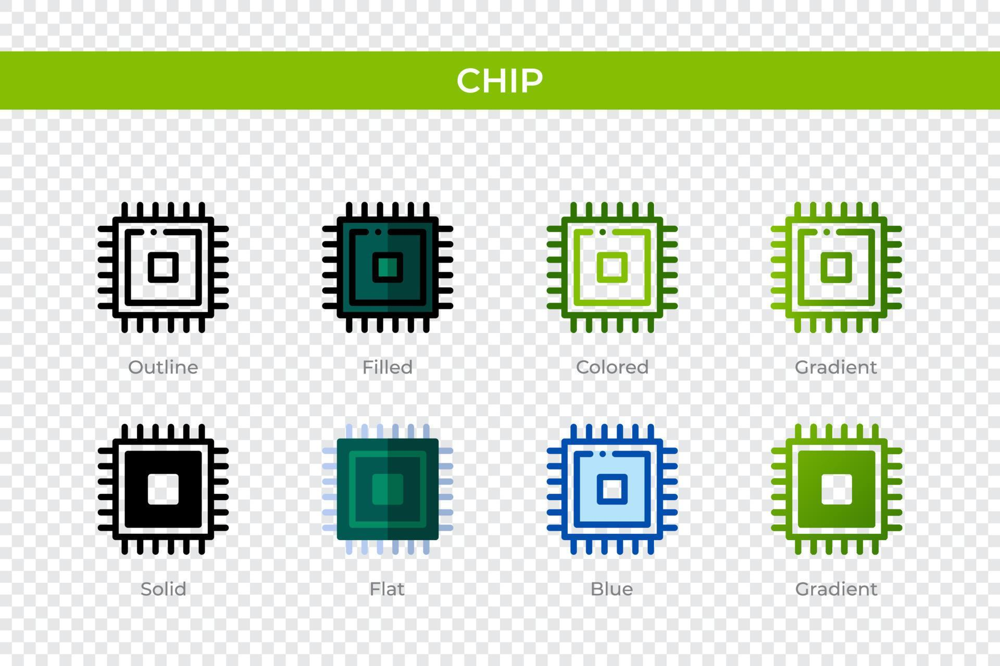 CHIP
Outline
Filled
Colored
Gradient
Solid
Flat
Blue
Gradient